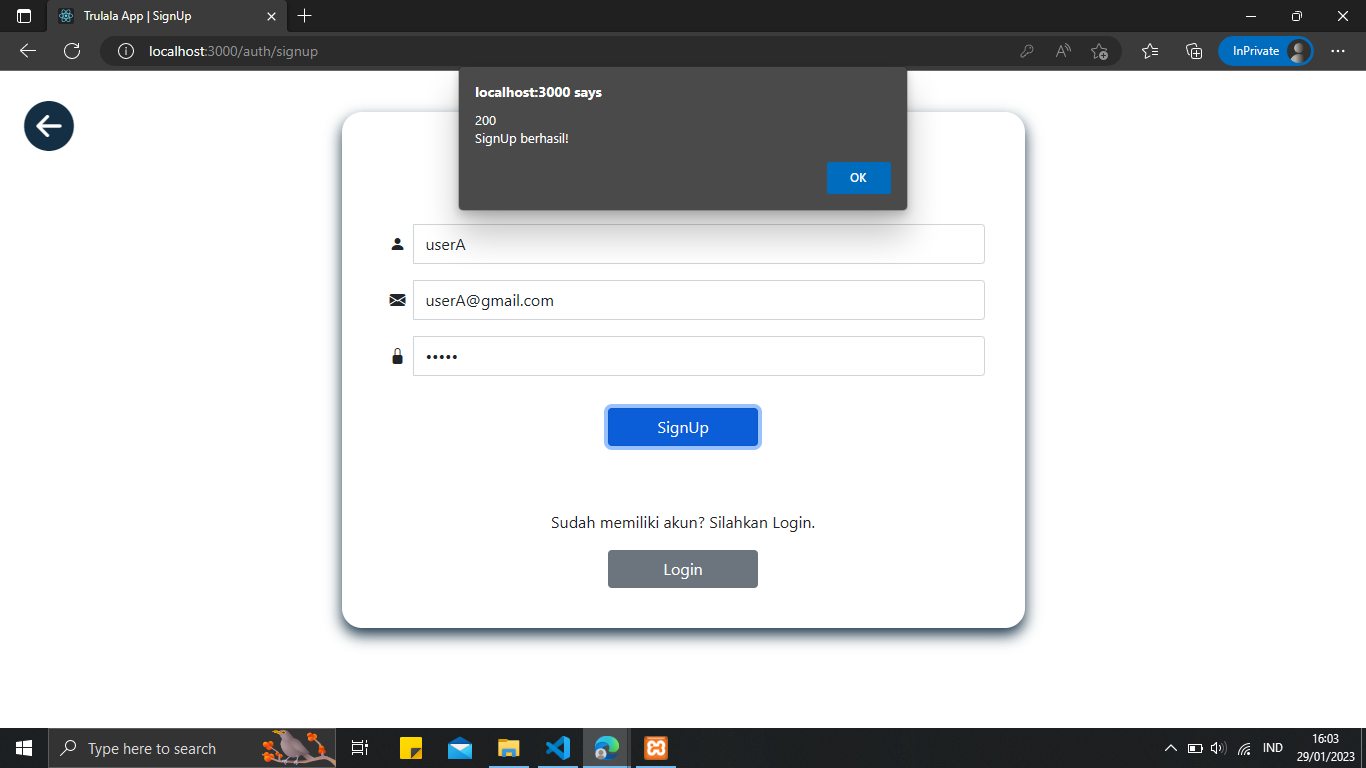 Trulala App | SignUp
localhost:3000/auth/signup
InPrivate
localhost:3000 says
200
SignUp berhasil!
OK
userA
userA@gmail.com
•••••
SignUp
Sudah memiliki akun? Silahkan Login.
Login
Type here to search
IND
16:03
29/01/2023